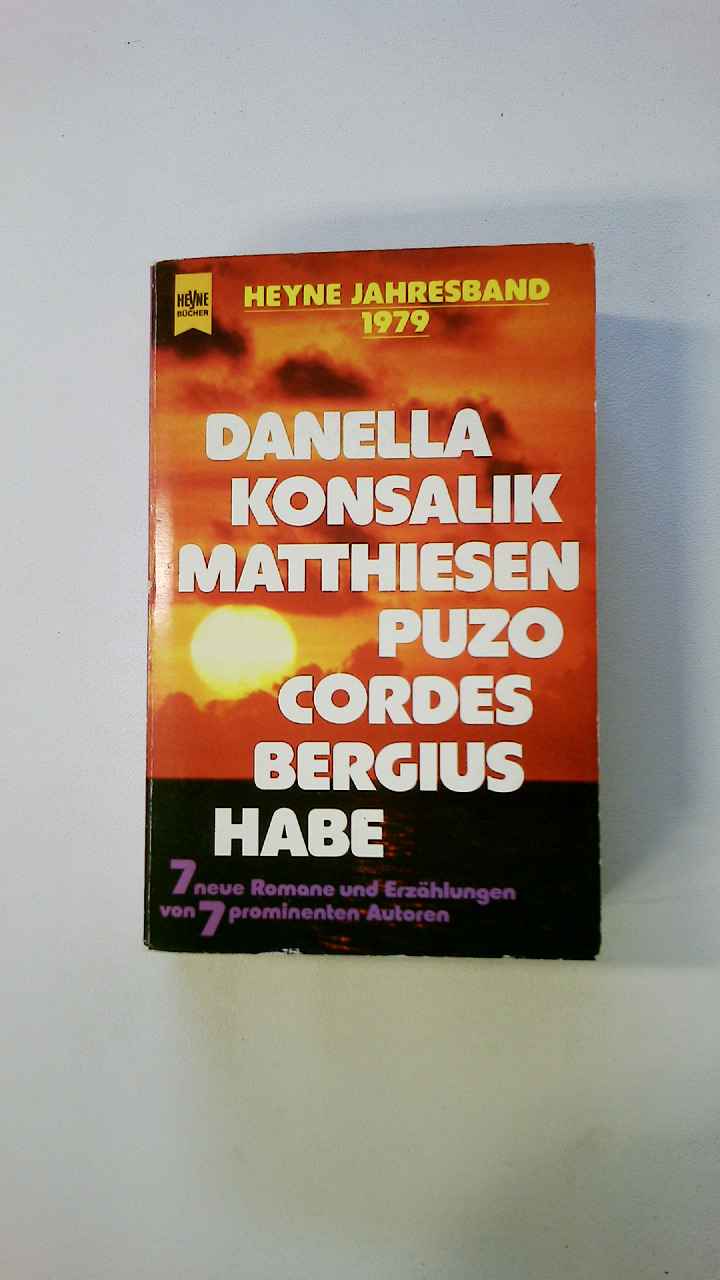 HEYNE
BÜCHER
HEYNE JAHRESBAND
1979
DANELLA
KONSALIK
MATTHIESEN
PUZO
CORDES
BERGIUS
HABE
7 neue Romane und Erzählungen
von 7 prominenten Autoren